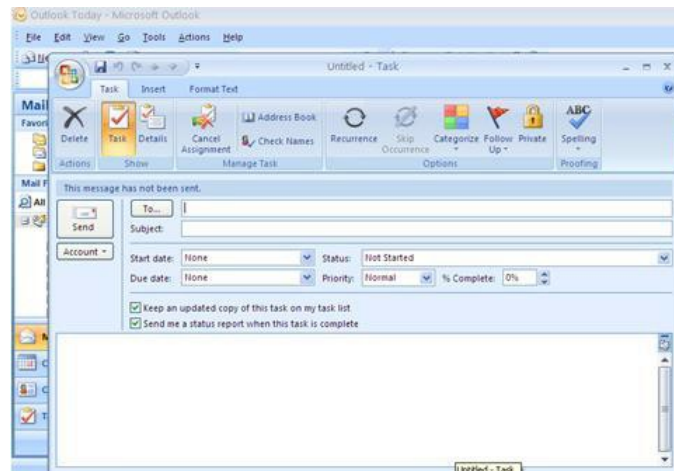 Outlook Today - Microsoft Outlook
File Edit View Go Tools Actions Help
Untitled - Task
Task Insert Format Text
Delete Task Details Cancel Assignment Address Book Check Names Recurrence Skip Occurrence Categorize Follow Up Private ABC Spelling
Actions Show Manage Task Options Proofing
Mail
Favori
This message has not been sent.
Mail F
All
Send
To...
Subject:
Account
Start date: None Status: Not Started
Due date: None Priority: Normal % Complete: 0%
Keep an updated copy of this task on my task list
Send me a status report when this task is complete
M
C
C
T
Untitled - Task